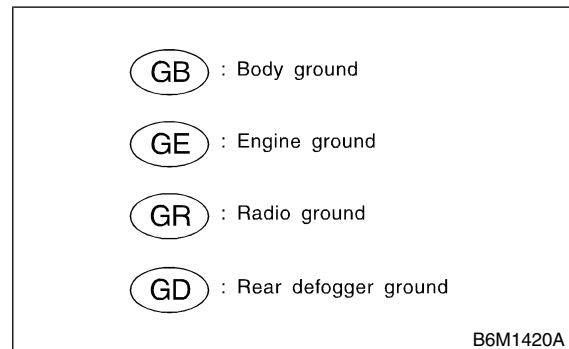 GB : Body ground
GE : Engine ground
GR : Radio ground
GD : Rear defogger ground
B6M1420A